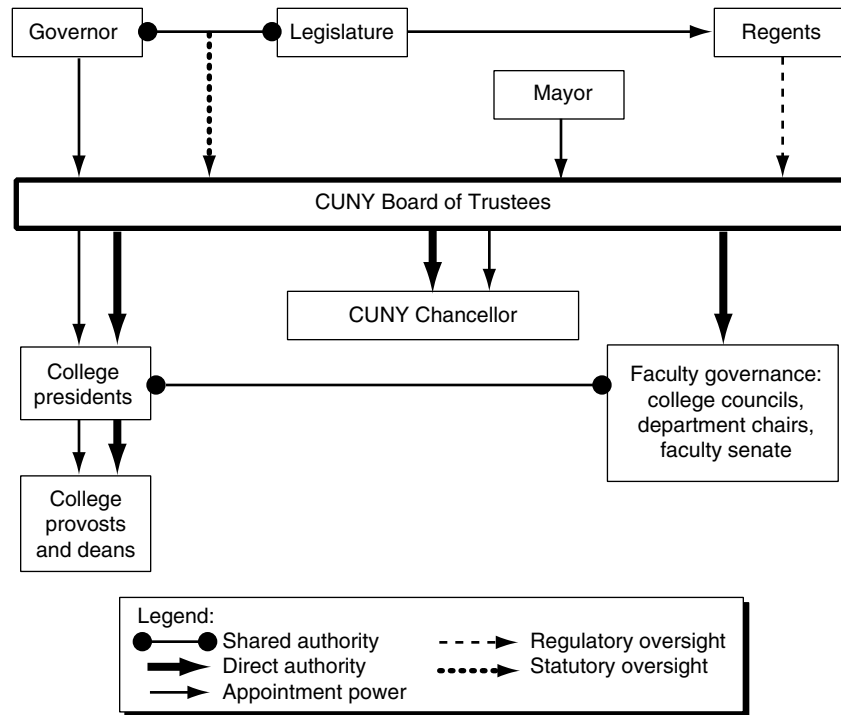 Governor
Legislature
Regents
Mayor
CUNY Board of Trustees
CUNY Chancellor
College
presidents
Faculty governance:
college councils,
department chairs,
faculty senate
College
provosts
and deans
Legend:
Shared authority
Direct authority
Appointment power
Regulatory oversight
Statutory oversight